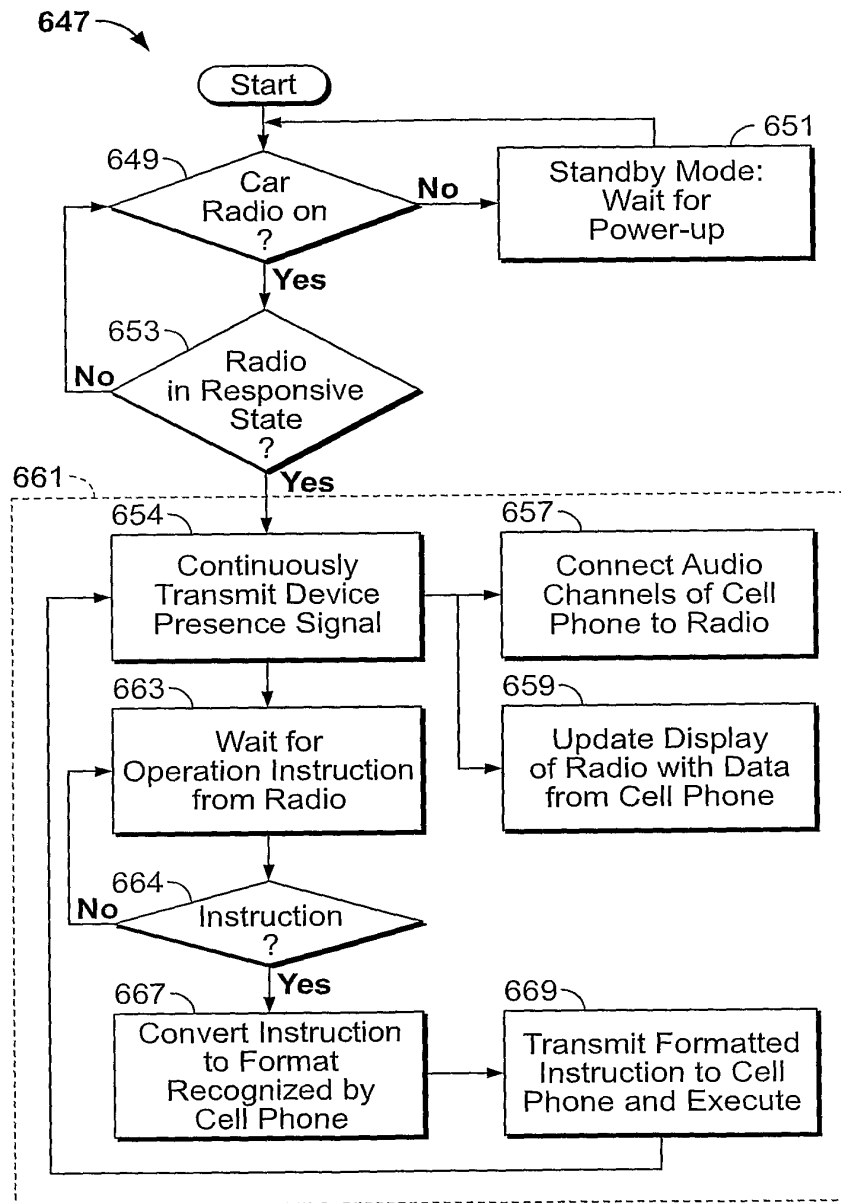 647
Start
649
Car
Radio on
?
No
651
Standby Mode:
Wait for
Power-up
Yes
653
Radio
in Responsive
State
?
No
Yes
661
654
Continuously
Transmit Device
Presence Signal
657
Connect Audio
Channels of Cell
Phone to Radio
663
Wait for
Operation Instruction
from Radio
659
Update Display
of Radio with Data
from Cell Phone
664
Instruction
?
No
Yes
667
Convert Instruction
to Format
Recognized by
Cell Phone
669
Transmit Formatted
Instruction to Cell
Phone and Execute